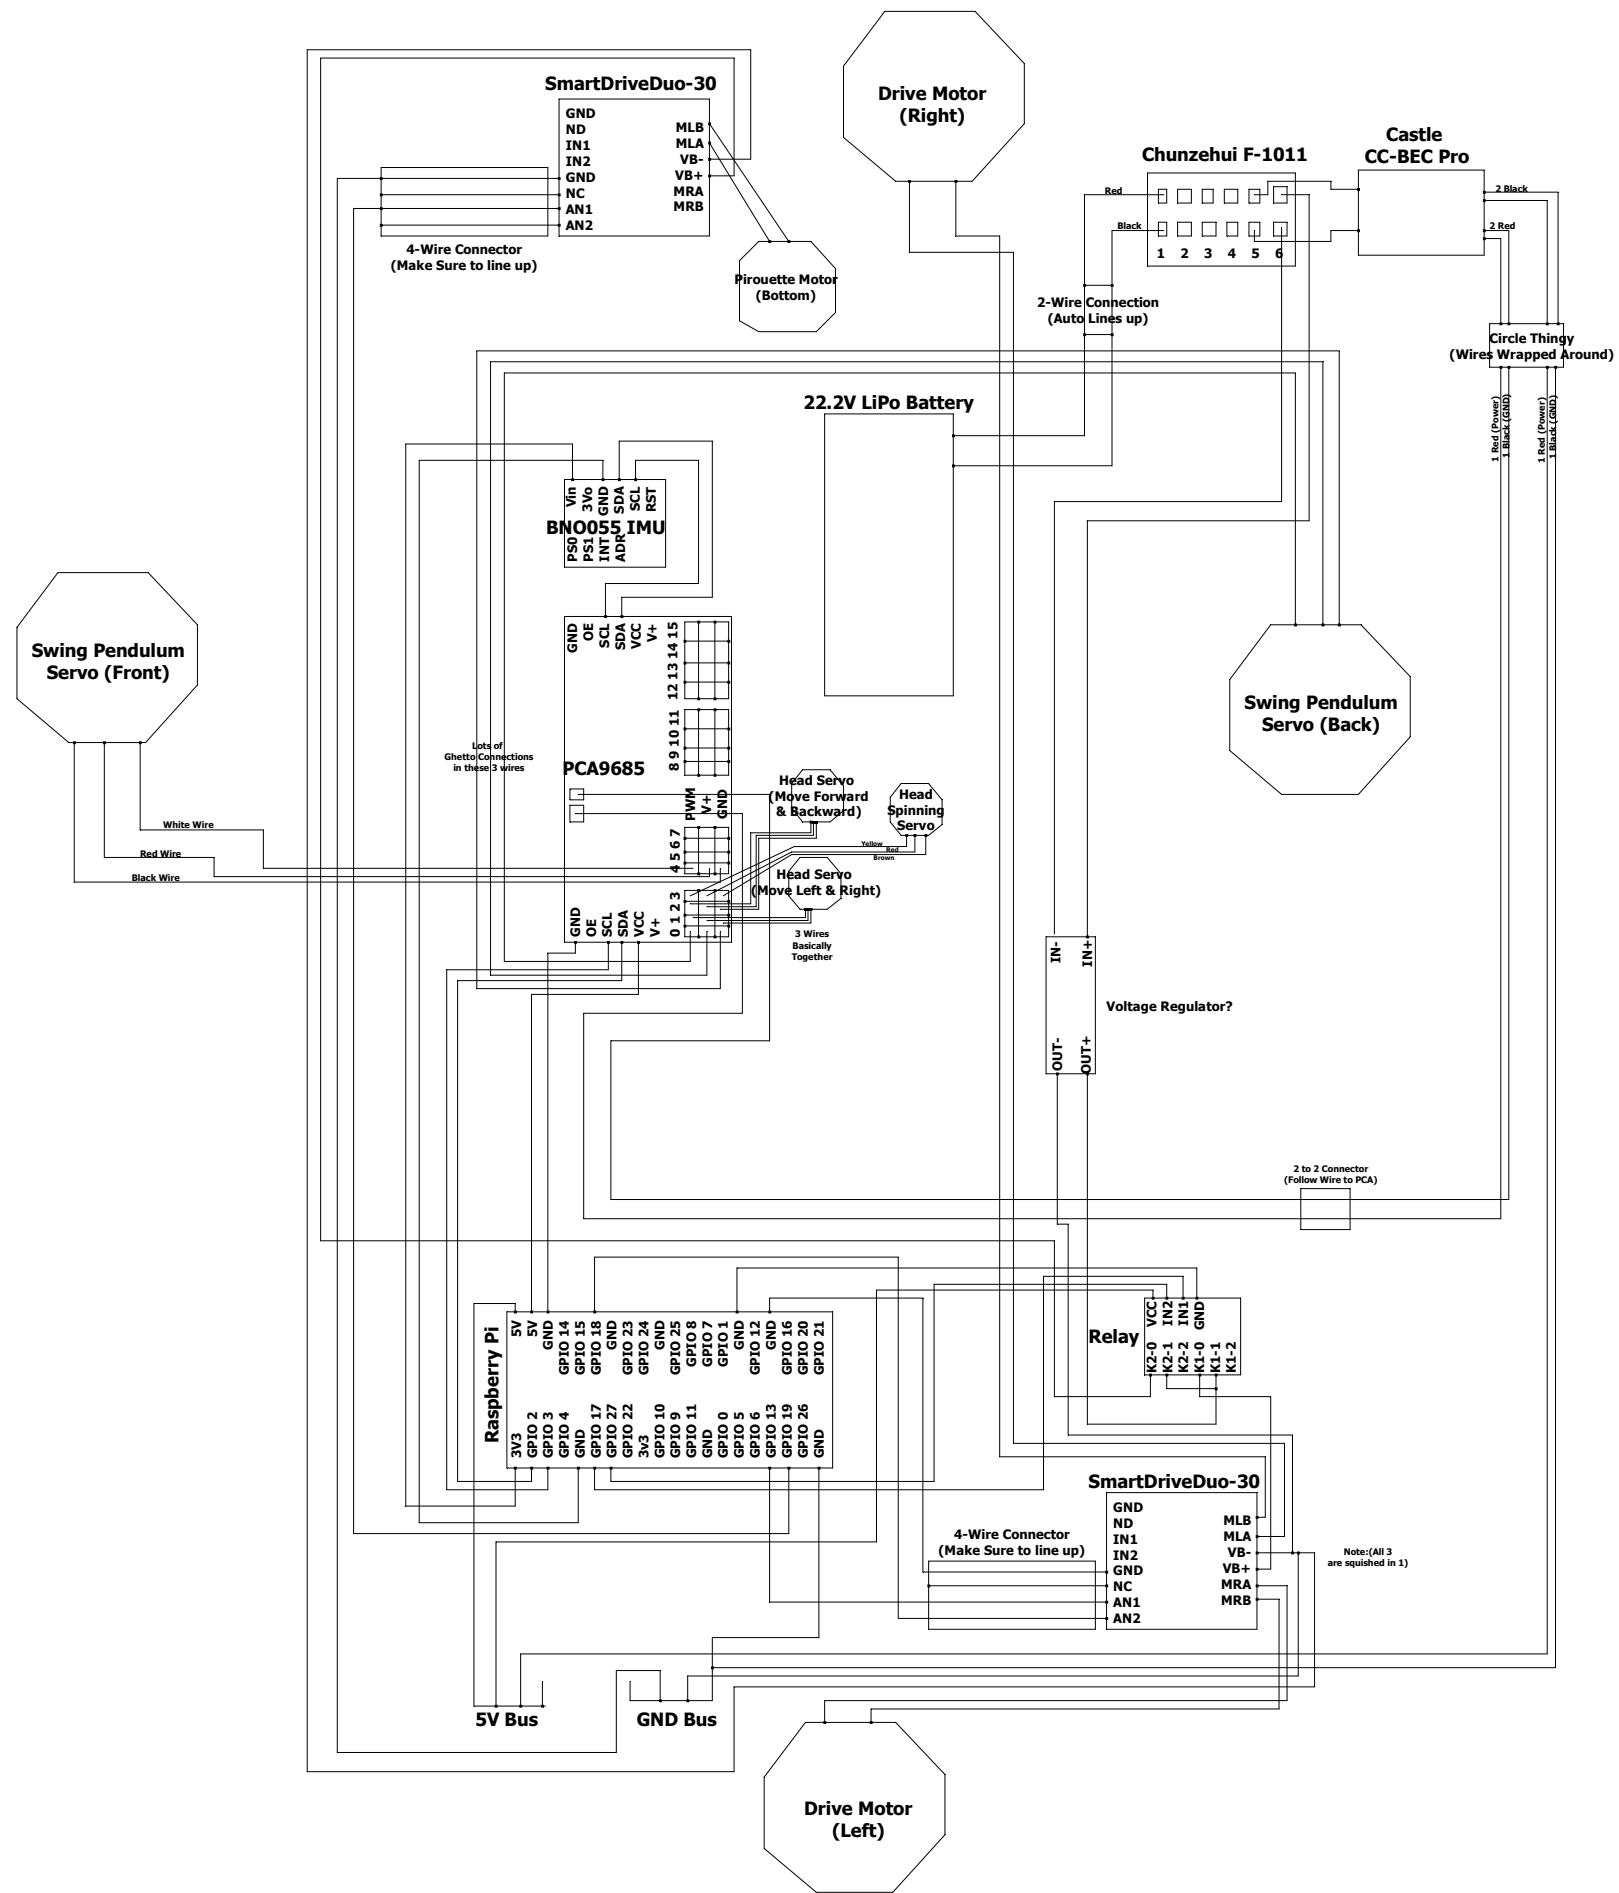 SmartDriveDuo-30
GND
ND
IN1
IN2
GND
NC
AN1
AN2
MLB
MLA
VB-
VB+
MRA
MRB
4-Wire Connector
(Make Sure to line up)
Pirouette Motor
(Bottom)
Drive Motor
(Right)
Chunzehui F-1011
Red
Black
1 2 3 4 5 6
Castle
CC-BEC Pro
2 Black
2 Red
2-Wire Connection
(Auto Lines up)
Circle Thingy
(Wires Wrapped Around)
1 Red (Power)
1 Black (GND)
1 Red (Power)
1 Black (GND)
22.2V LiPo Battery
Vin
3Vo
GND
SDA
SCL
RST
BNO055 IMU
PS0
PS1
INT
ADR
Swing Pendulum
Servo (Front)
White Wire
Red Wire
Black Wire
Lots of
Ghetto Connections
in these 3 wires
GND
OE
SCL
SDA
VCC
V+
12 13 14 15
8 9 10 11
PCA9685
PWM
V+
GND
4 5 6 7
0 1 2 3
GND
OE
SCL
SDA
VCC
V+
Head Servo
(Move Forward
& Backward)
Head
Spinning
Servo
Yellow
Red
Brown
Head Servo
(Move Left & Right)
3 Wires
Basically
Together
Swing Pendulum
Servo (Back)
IN-
IN+
Voltage Regulator?
OUT-
OUT+
2 to 2 Connector
(Follow Wire to PCA)
Raspberry Pi
5V
5V
GND
GPIO 14
GPIO 15
GPIO 18
GND
GPIO 23
GPIO 24
GND
GPIO 25
GPIO 8
GPIO 7
GPIO 1
GND
GPIO 12
GND
GPIO 16
GPIO 20
GPIO 21
3V3
GPIO 2
GPIO 3
GPIO 4
GND
GPIO 17
GPIO 27
GPIO 22
3v3
GPIO 10
GPIO 9
GPIO 11
GND
GPIO 0
GPIO 5
GPIO 6
GPIO 13
GPIO 19
GPIO 26
GND
Relay
VCC
IN2
IN1
GND
K2-0
K2-1
K2-2
K1-0
K1-1
K1-2
SmartDriveDuo-30
GND
ND
IN1
IN2
GND
NC
AN1
AN2
MLB
MLA
VB-
VB+
MRA
MRB
4-Wire Connector
(Make Sure to line up)
Note:(All 3
are squished in 1)
5V Bus
GND Bus
Drive Motor
(Left)